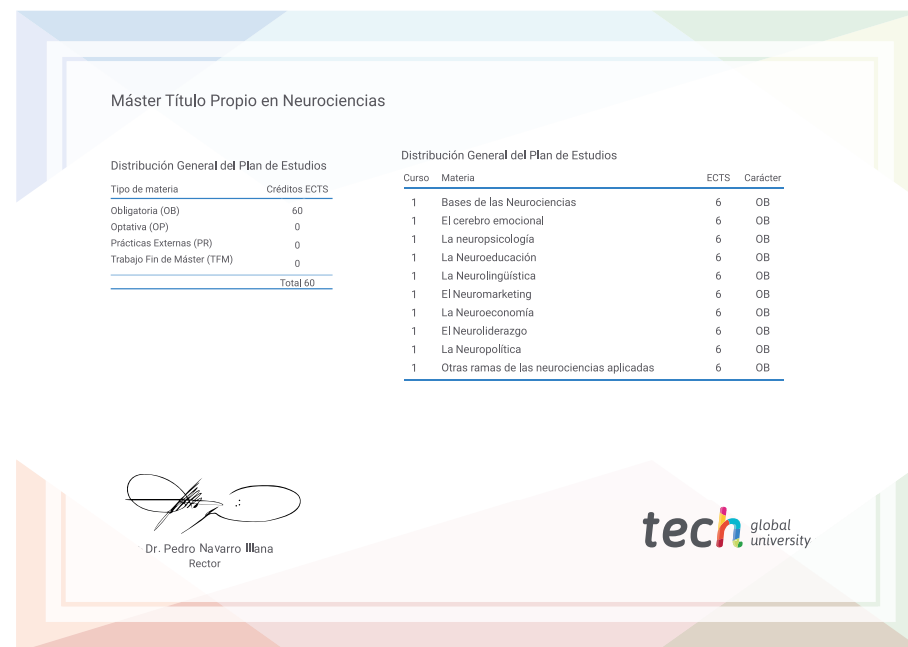 Máster Título Propio en Neurociencias
Distribución General del Plan de Estudios
Tipo de materia Créditos ECTS
Obligatoria (OB) 60
Optativa (OP) 0
Prácticas Externas (PR) 0
Trabajo Fin de Máster (TFM) 0
Total 60
Distribución General del Plan de Estudios
Curso Materia ECTS Carácter
1 Bases de las Neurociencias 6 OB
1 El cerebro emocional 6 OB
1 La neuropsicología 6 OB
1 La Neuroeducación 6 OB
1 La Neurolingüística 6 OB
1 El Neuromarketing 6 OB
1 La Neuroeconomía 6 OB
1 El Neuroliderazgo 6 OB
1 La Neuropolítica 6 OB
1 Otras ramas de las neurociencias aplicadas 6 OB
Dr. Pedro Navarro Illana
Rector
tech global
university